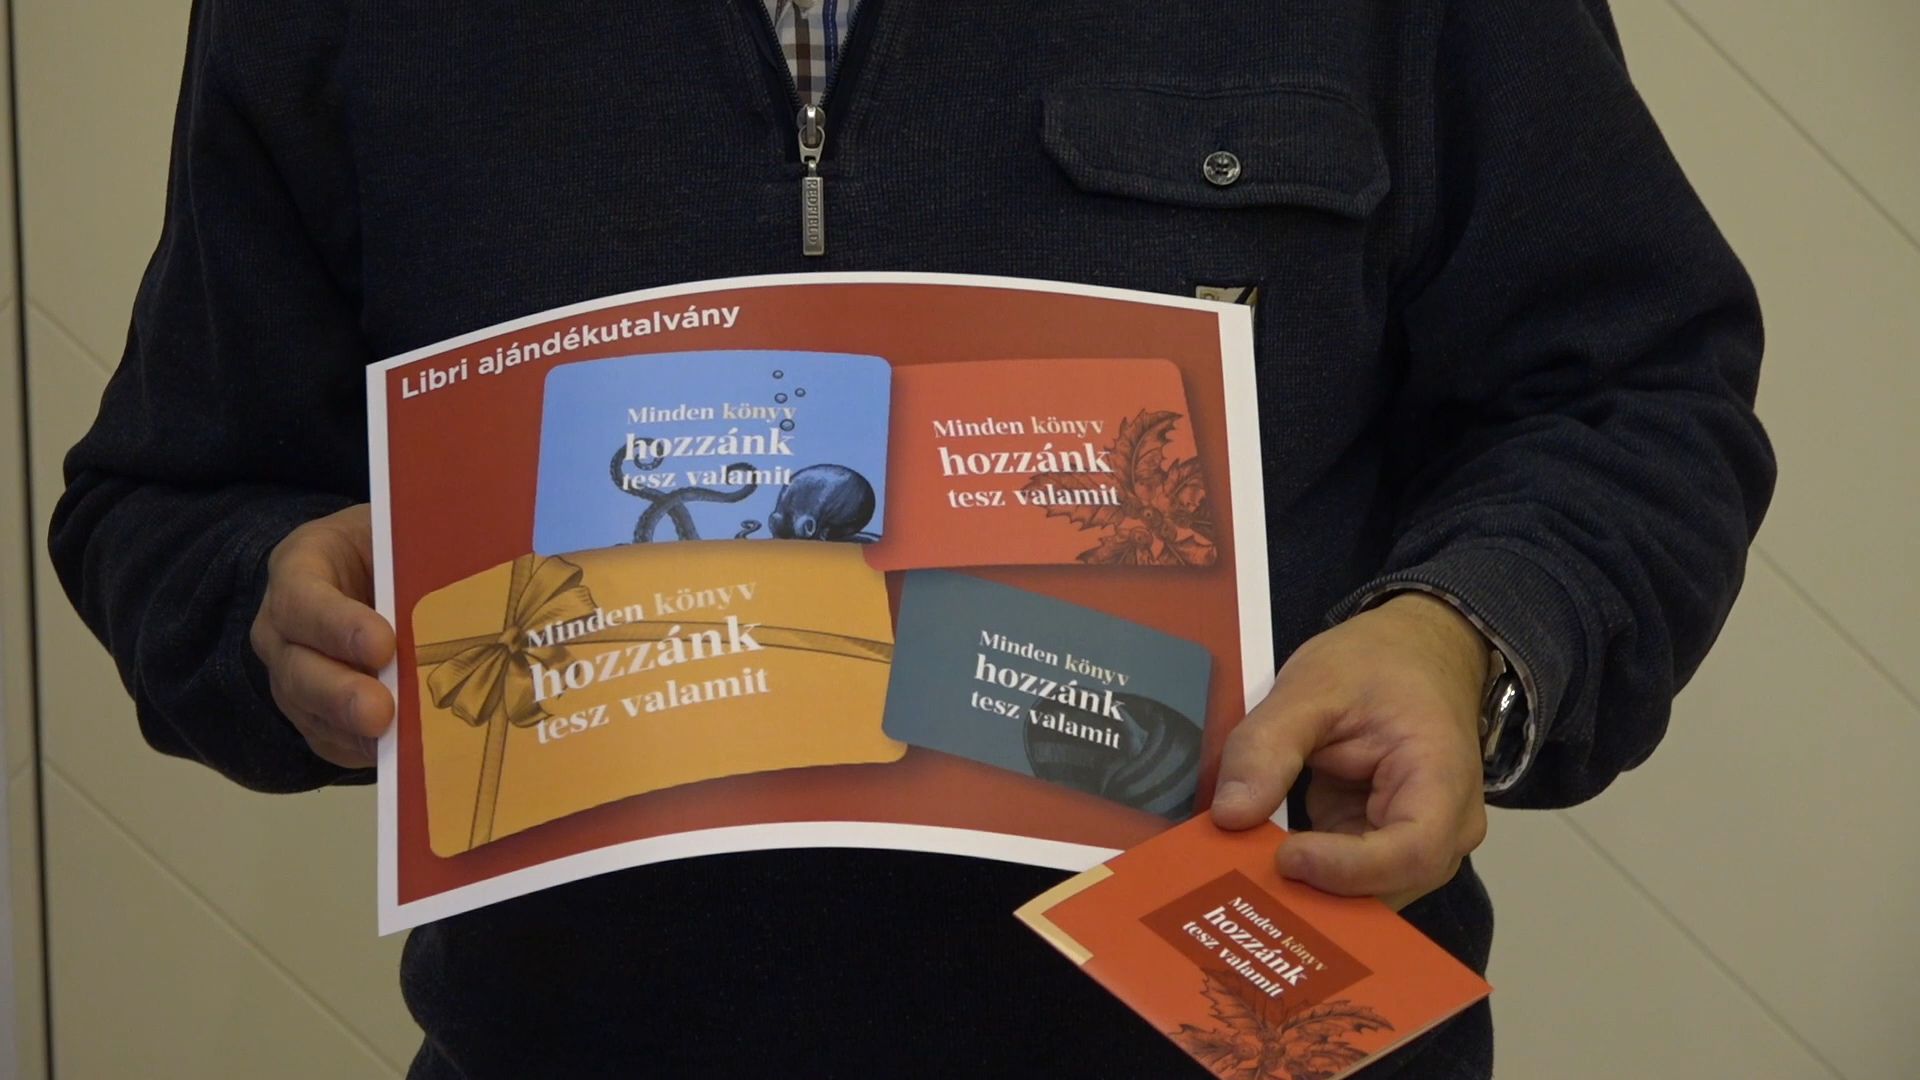 REDFIELD
Libri ajándékutalvány
Minden könyv
hozzánk
tesz valamit
Minden könyv
hozzánk
tesz valamit
Minden könyv
hozzánk
tesz valamit
Minden könyv
hozzánk
tesz valamit
Minden könyv
hozzánk
tesz valamit